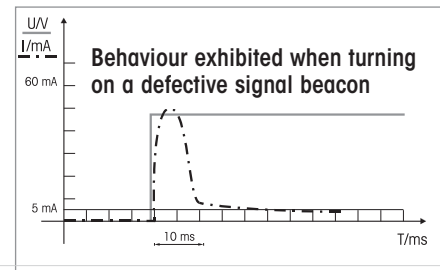 U/V
I/mA
Behaviour exhibited when turning
on a defective signal beacon
60 mA
5 mA
10 ms
T/ms